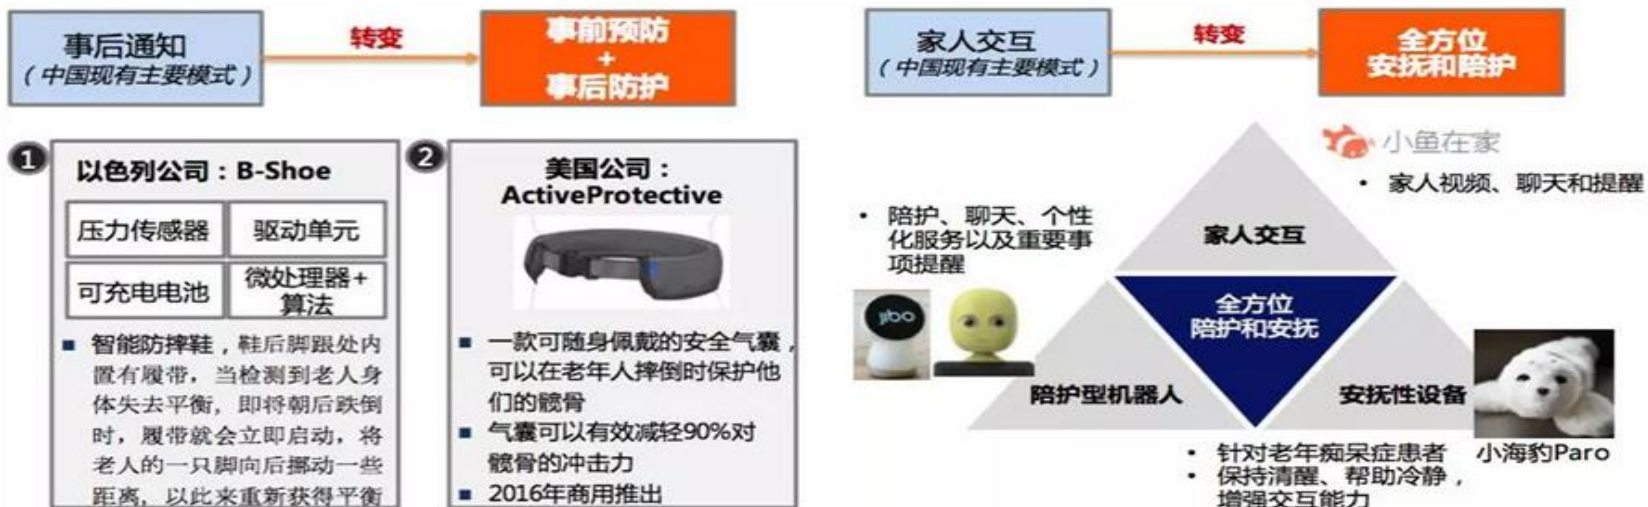 事后通知
（中国现有主要模式）
转变
事前预防
+
事后防护
1
以色列公司：B-Shoe
压力传感器
驱动单元
可充电电池
微处理器+
算法
■ 智能防摔鞋，鞋后脚跟处内
置有履带，当检测到老人身
体失去平衡，即将朝后跌倒
时，履带就会立即启动，将
老人的一只脚向后挪动一些
距离，以此来重新获得平衡
2
美国公司：
ActiveProtective
■ 一款可随身佩戴的安全气囊，
可以在老年人摔倒时保护他
们的髋骨
■ 气囊可以有效减轻90%对
髋骨的冲击力
■ 2016年商用推出
家人交互
（中国现有主要模式）
转变
全方位
安抚和陪护
小鱼在家
• 家人视频、聊天和提醒
• 陪护、聊天、个性
化服务以及重要事
项提醒
jibo
家人交互
全方位
陪护和安抚
陪护型机器人
安抚性设备
小海豹Paro
• 针对老年痴呆症患者
• 保持清醒、帮助冷静，
增强交互能力